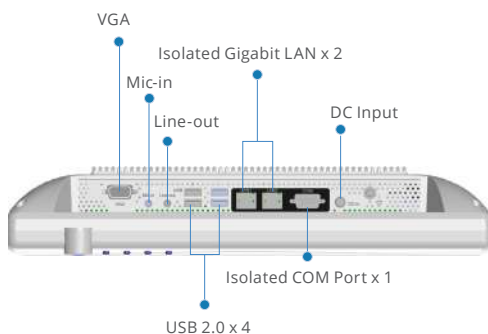 VGA
Isolated Gigabit LAN x 2
Mic-in
Line-out
DC Input
Isolated COM Port x 1
USB 2.0 x 4